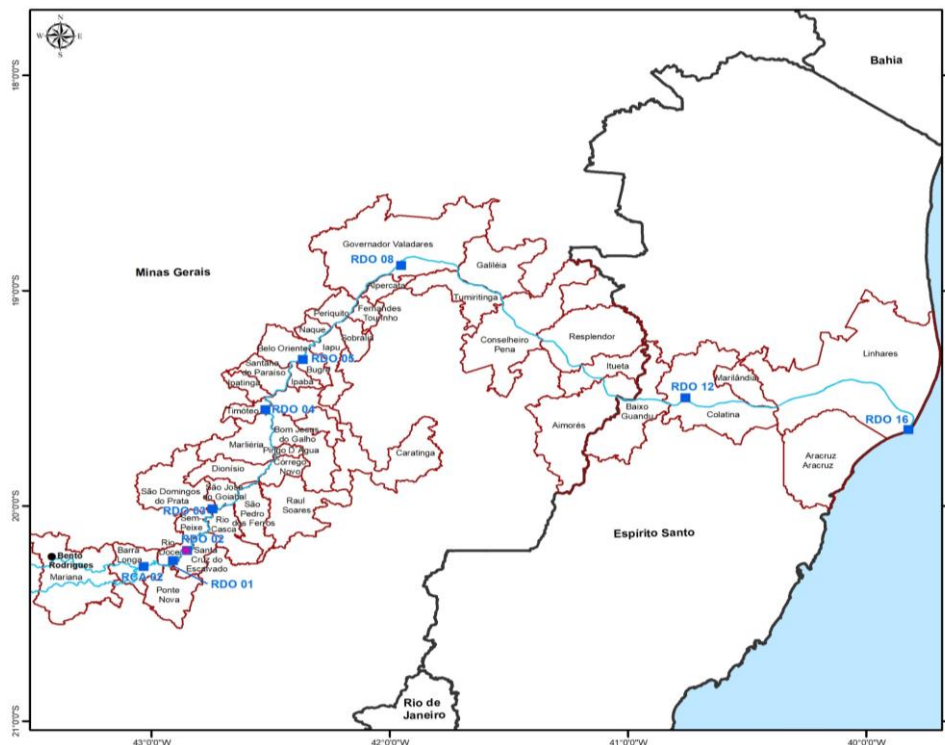 N
W
E
S
18°0'0"S
Bahia
Governador Valadares
RDO 08
Galiléia
Minas Gerais
Alpercata
19°0'0"S
Tumiritinga
Fernandes
Tourinho
Periquito
Naque
Sobrália
Conselheiro
Pena
Resplendor
Belo Oriente
Iapu
Linhares
RDO 05
Santana
do Paraíso
Bugre
Itueta
Ipatinga
Ipaba
Marilândia
RDO 12
Timóteo
RDO 04
Baixo
Guandu
Colatina
RDO 16
Aimorés
Bom Jesus
do Galho
Marliéria
Pingo D'Água
Caratinga
Córrego
Novo
Aracruz
Aracruz
Dionísio
São Domingos
do Prata
São José
do Goiabal
Raul
Soares
20°0'0"S
RDO 03
São
Pedro
dos Ferros
Rio
Casca
Sem
Peixe
Espírito Santo
RDO 02
Rio
Doce
Barra
Longa
Santa
Cruz do
Escalvado
Bento
Rodrigues
Mariana
RCA 02
RDO 01
Ponte
Nova
Rio de
Janeiro
21°0'0"S
43°0'0"W
42°0'0"W
41°0'0"W
40°0'0"W